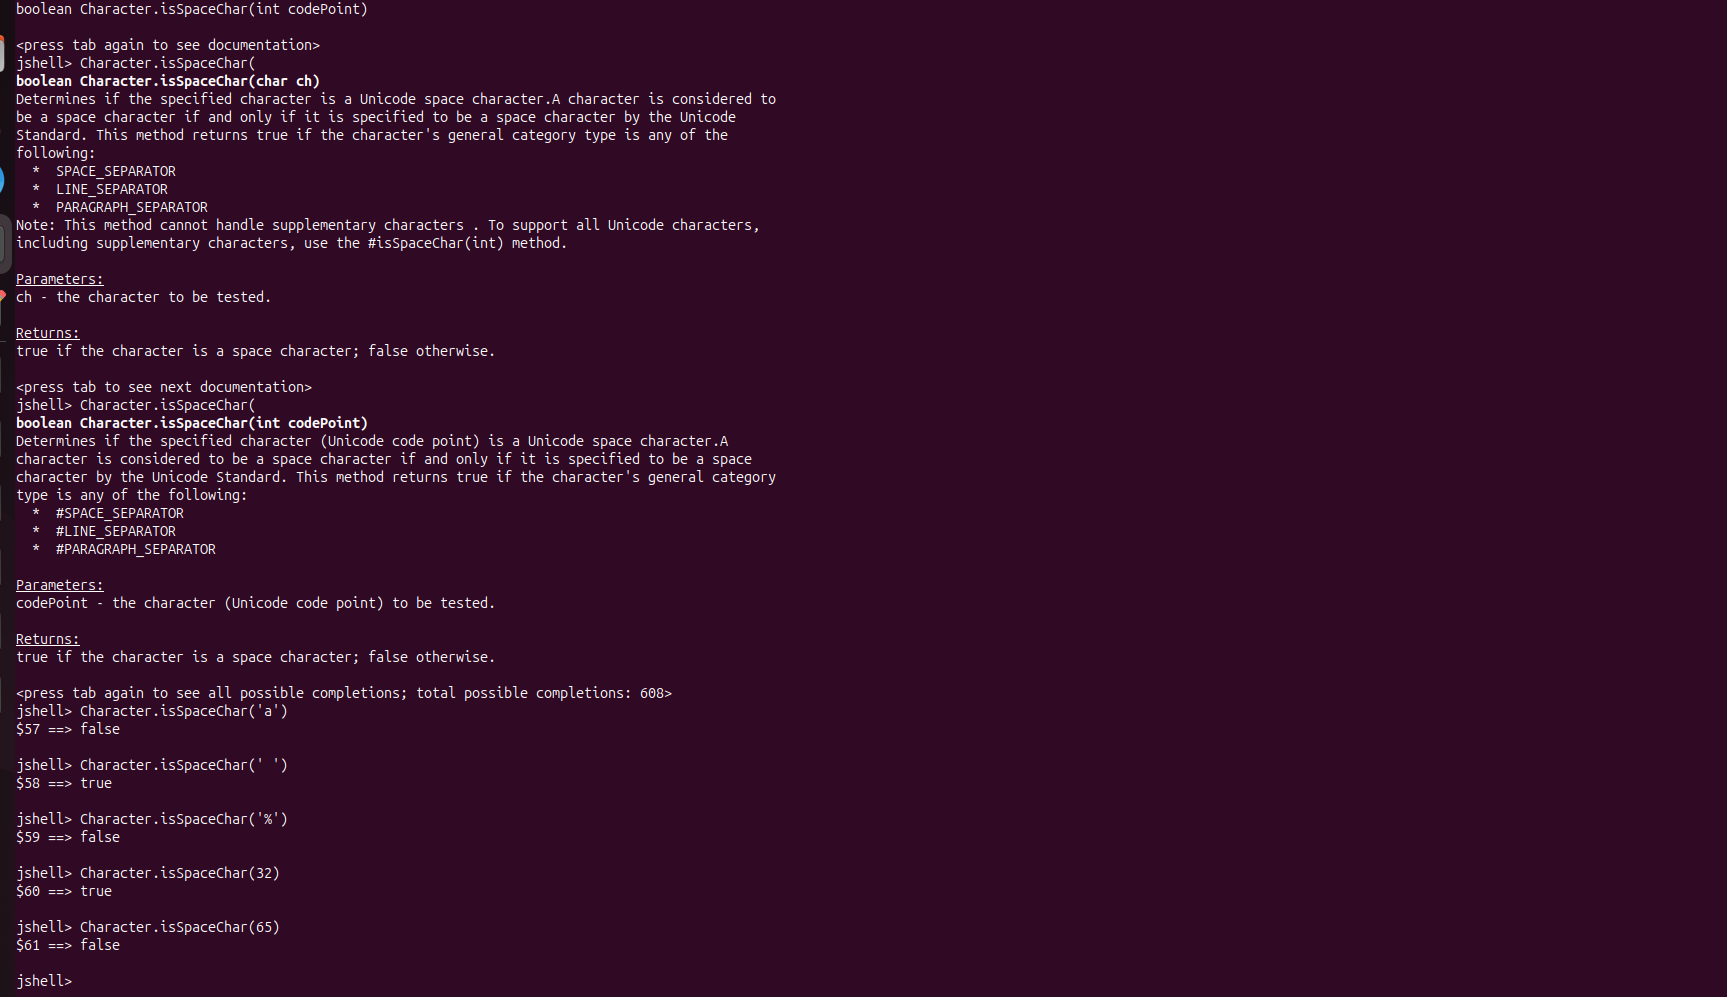 boolean Character.isSpaceChar(int codePoint)
<press tab again to see documentation>
jshell> Character.isSpaceChar(
boolean Character.isSpaceChar(char ch)
Determines if the specified character is a Unicode space character.A character is considered to
be a space character if and only if it is specified to be a space character by the Unicode
Standard. This method returns true if the character's general category type is any of the
following:
  *  SPACE_SEPARATOR
  *  LINE_SEPARATOR
  *  PARAGRAPH_SEPARATOR
Note: This method cannot handle supplementary characters . To support all Unicode characters,
including supplementary characters, use the #isSpaceChar(int) method.
Parameters:
ch - the character to be tested.
Returns:
true if the character is a space character; false otherwise.
<press tab to see next documentation>
jshell> Character.isSpaceChar(
boolean Character.isSpaceChar(int codePoint)
Determines if the specified character (Unicode code point) is a Unicode space character.A
character is considered to be a space character if and only if it is specified to be a space
character by the Unicode Standard. This method returns true if the character's general category
type is any of the following:
  *  #SPACE_SEPARATOR
  *  #LINE_SEPARATOR
  *  #PARAGRAPH_SEPARATOR
Parameters:
codePoint - the character (Unicode code point) to be tested.
Returns:
true if the character is a space character; false otherwise.
<press tab again to see all possible completions; total possible completions: 608>
jshell> Character.isSpaceChar('a')
$57 ==> false
jshell> Character.isSpaceChar(' ')
$58 ==> true
jshell> Character.isSpaceChar('%')
$59 ==> false
jshell> Character.isSpaceChar(32)
$60 ==> true
jshell> Character.isSpaceChar(65)
$61 ==> false
jshell>